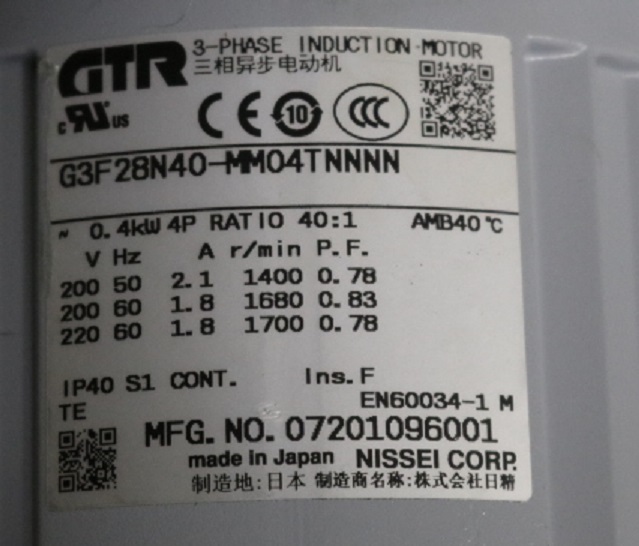 GTR 3-PHASE INDUCTION MOTOR
三相异步电动机
c RU US CE 10 CCC
G3F28N40-MM04TNNNN
~ 0.4kW 4P RATIO 40:1 AMB40℃
V Hz A r/min P.F.
200 50 2.1 1400 0.78
200 60 1.8 1680 0.83
220 60 1.8 1700 0.78
IP40 S1 CONT. Ins.F
TE EN60034-1 M
MFG. NO. 07201096001
made in Japan NISSEI CORP.
制造地:日本 制造商名称:株式会社日精